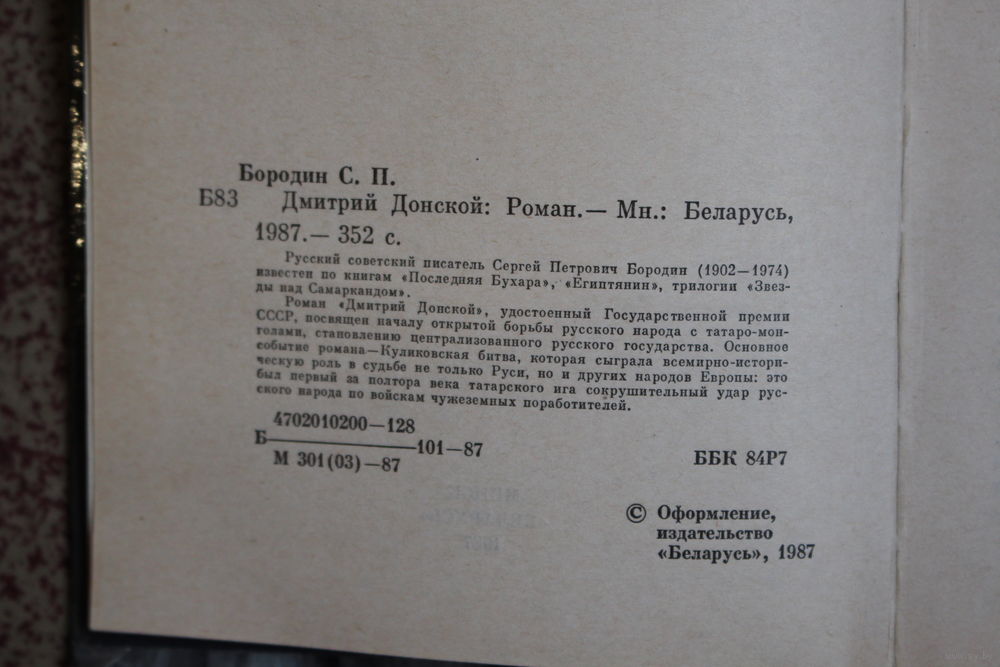 Бородин С. П.
Б83 Дмитрий Донской: Роман.— Мн.: Беларусь,
1987.— 352 с.
Русский советский писатель Сергей Петрович Бородин (1902—1974)
известен по книгам «Последняя Бухара», «Египтянин», трилогии «Звез-
ды над Самаркандом».
Роман «Дмитрий Донской», удостоенный Государственной премии
СССР, посвящен началу открытой борьбы русского народа с татаро-мон-
голами, становлению централизованного русского государства. Основное
событие романа—Куликовская битва, которая сыграла всемирно-истори-
ческую роль в судьбе не только Руси, но и других народов Европы: это
был первый за полтора века татарского ига сокрушительный удар рус-
ского народа по войскам чужеземных поработителей.
4702010200—128
Б 101—87
М 301(03)—87
ББК 84Р7
© Оформление,
издательство
«Беларусь», 1987